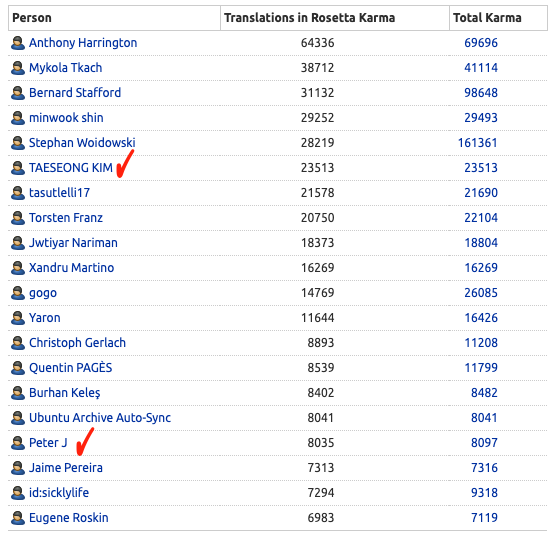 Person Translations in Rosetta Karma Total Karma
Anthony Harrington 64336 69696
Mykola Tkach 38712 41114
Bernard Stafford 31132 98648
minwook shin 29252 29493
Stephan Woidowski 28219 161361
TAESEONG KIM 23513 23513
tasutlelli17 21578 21690
Torsten Franz 20750 22104
Jwtiyar Nariman 18373 18804
Xandru Martino 16269 16269
gogo 14769 26085
Yaron 11644 16426
Christoph Gerlach 8893 11208
Quentin PAGÈS 8539 11799
Burhan Keleş 8402 8482
Ubuntu Archive Auto-Sync 8041 8041
Peter J 8035 8097
Jaime Pereira 7313 7316
id:sicklylife 7294 9318
Eugene Roskin 6983 7119